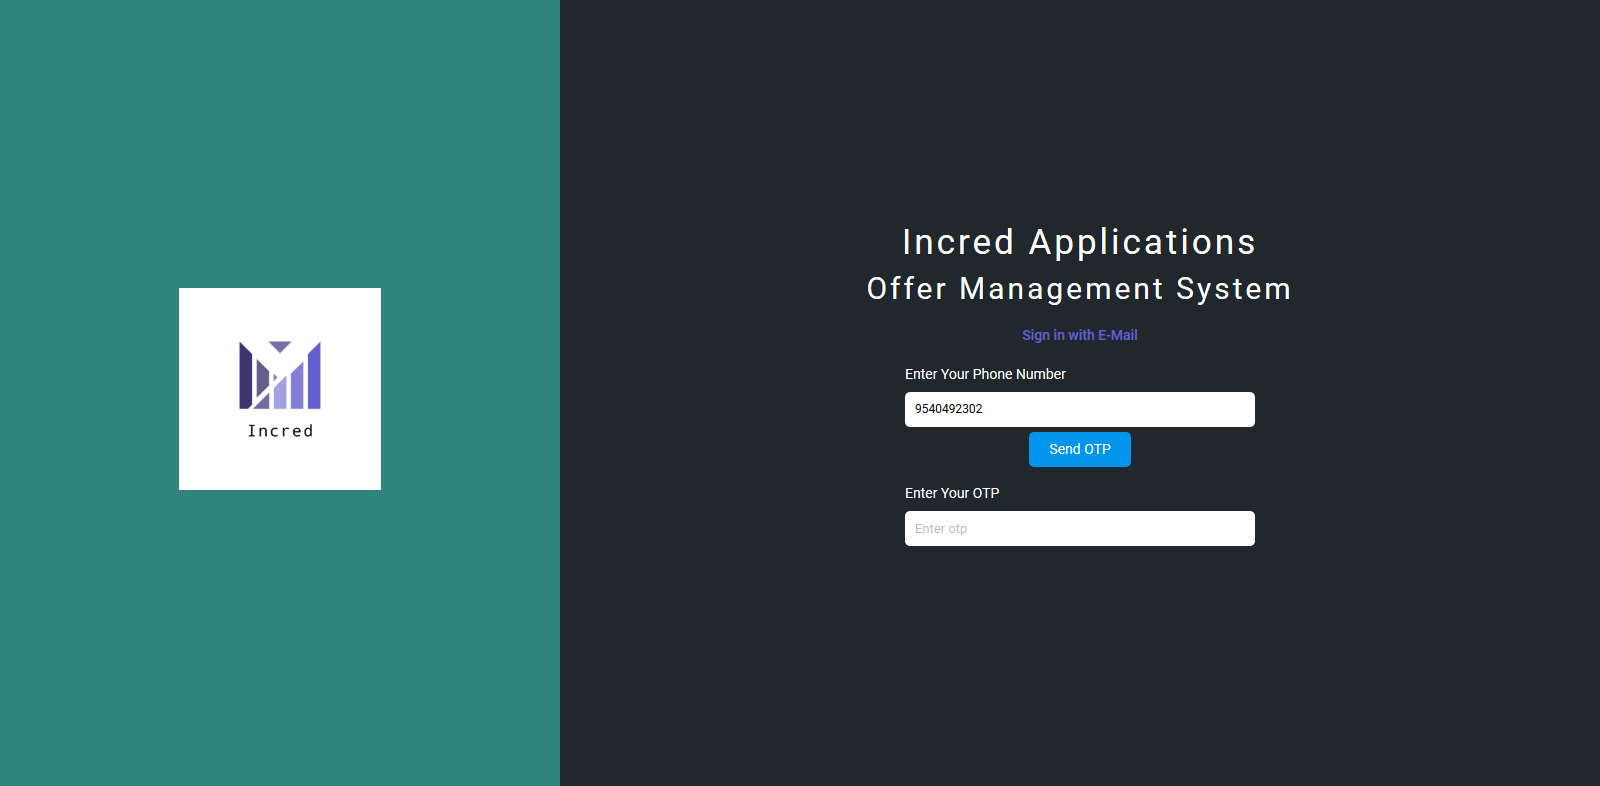 Incred
Incred Applications
Offer Management System
Sign in with E-Mail
Enter Your Phone Number
9540492302
Send OTP
Enter Your OTP
Enter otp